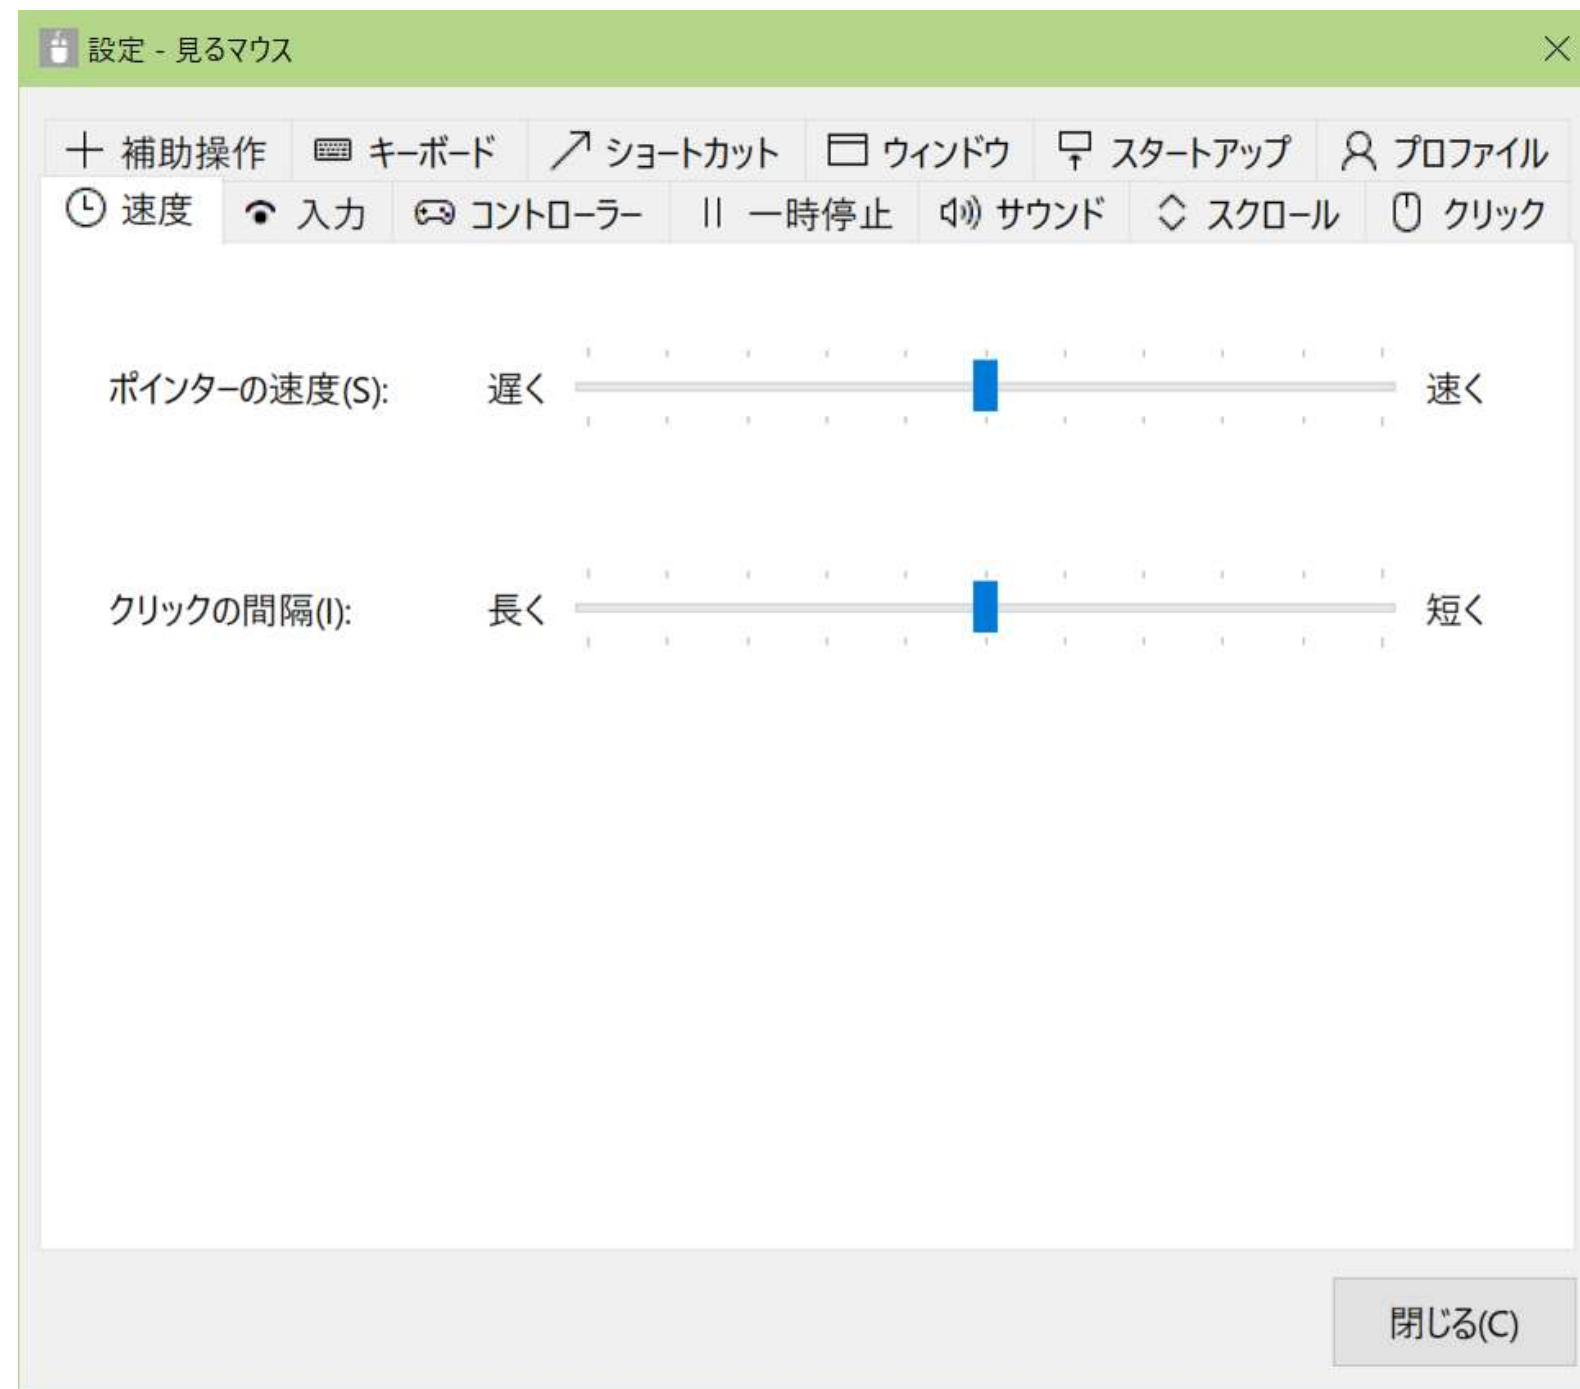 設定 - 見るマウス
補助操作 キーボード ショートカット ウィンドウ スタートアップ プロファイル
速度 入力 コントローラー 一時停止 サウンド スクロール クリック
ポインターの速度(S): 遅く 速く
クリックの間隔(I): 長く 短く
閉じる(C)